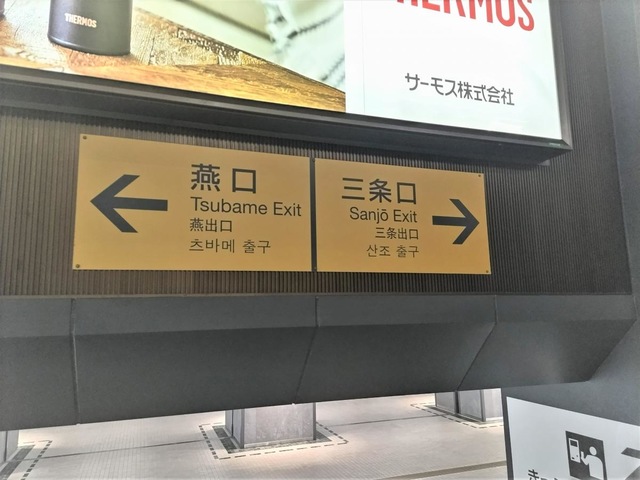 THERMOS
THERMOS
サーモス株式会社
燕口
Tsubame Exit
燕出口
츠바메 출구
三条口
Sanjō Exit
三条出口
산조 출구